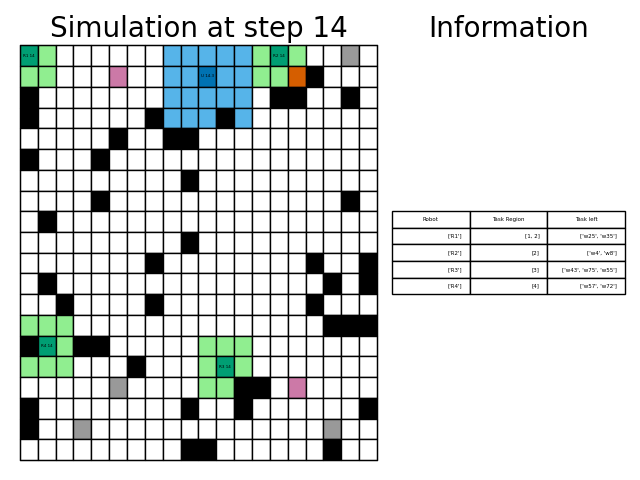 Simulation at step 14
Information
Robot Task Region Task left
['R1'] [1, 2] ['w25', 'w35']
['R2'] [2] ['w4', 'w8']
['R3'] [3] ['w43', 'w75', 'w55']
['R4'] [4] ['w57', 'w72']